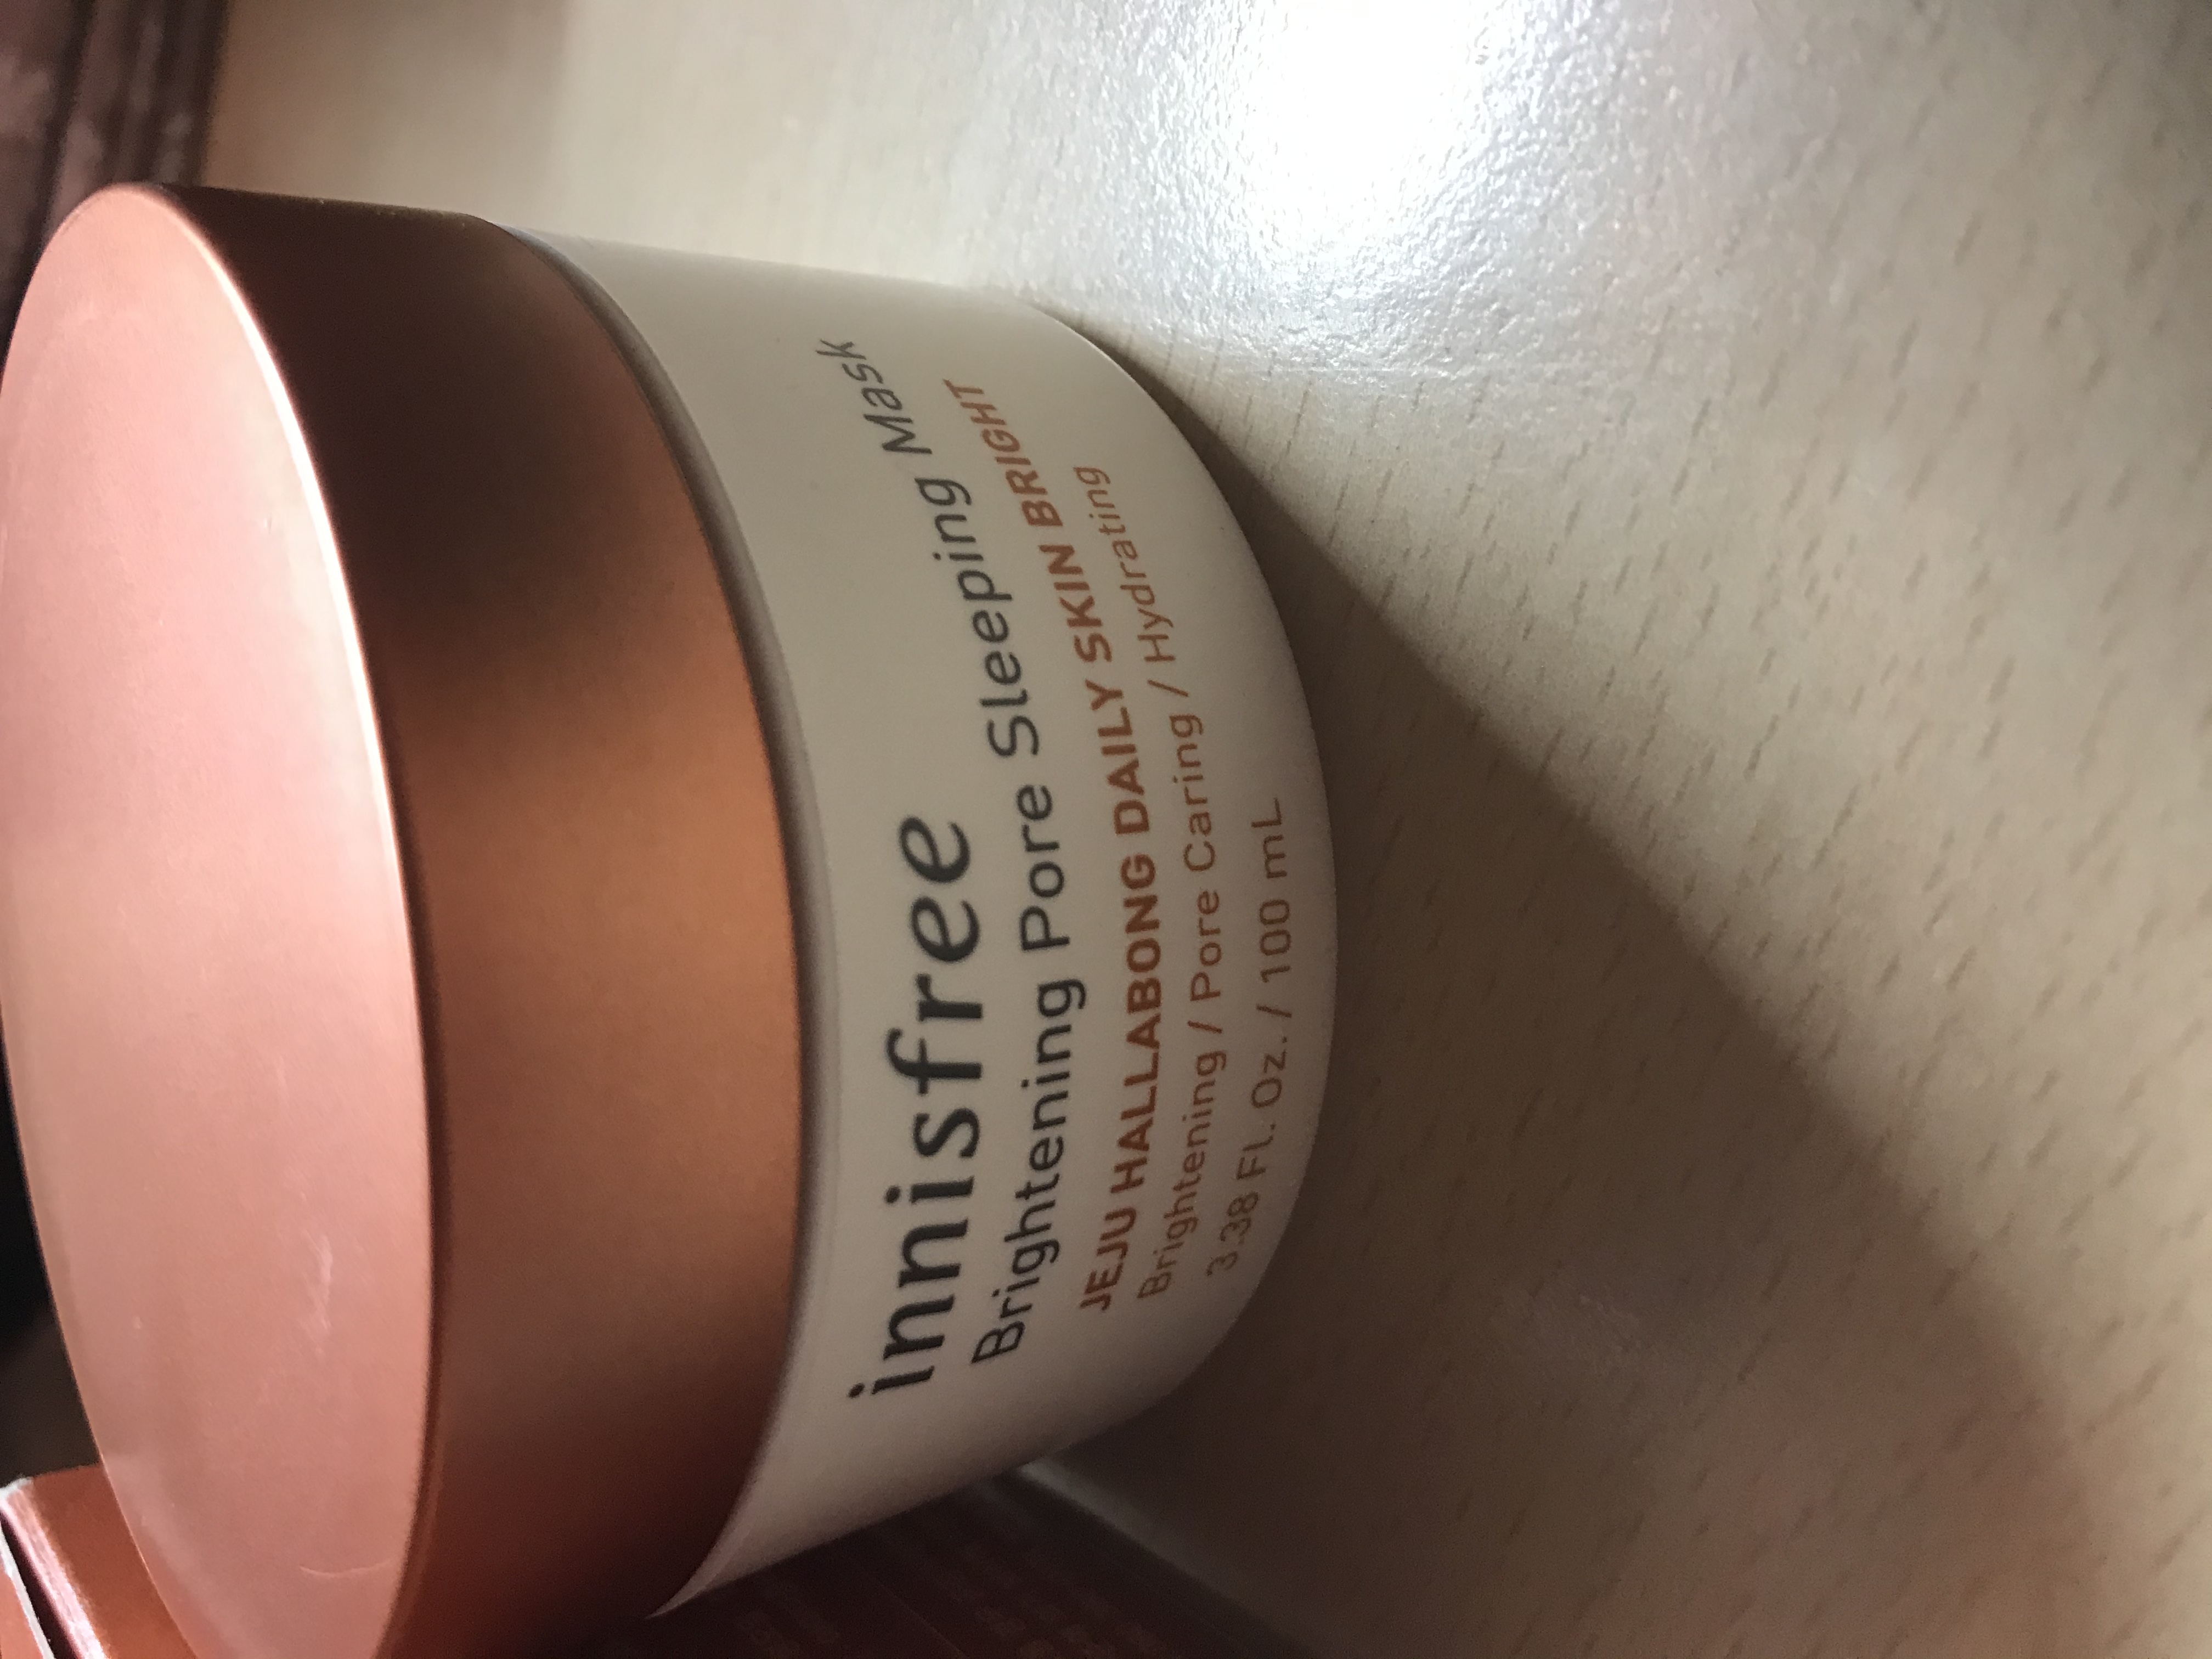 innisfree
Brightening Pore Sleeping Mask
JEJU HALLABONG DAILY SKIN BRIGHT
Brightening / Pore Caring / Hydrating
3.38 FL. Oz. / 100 mL